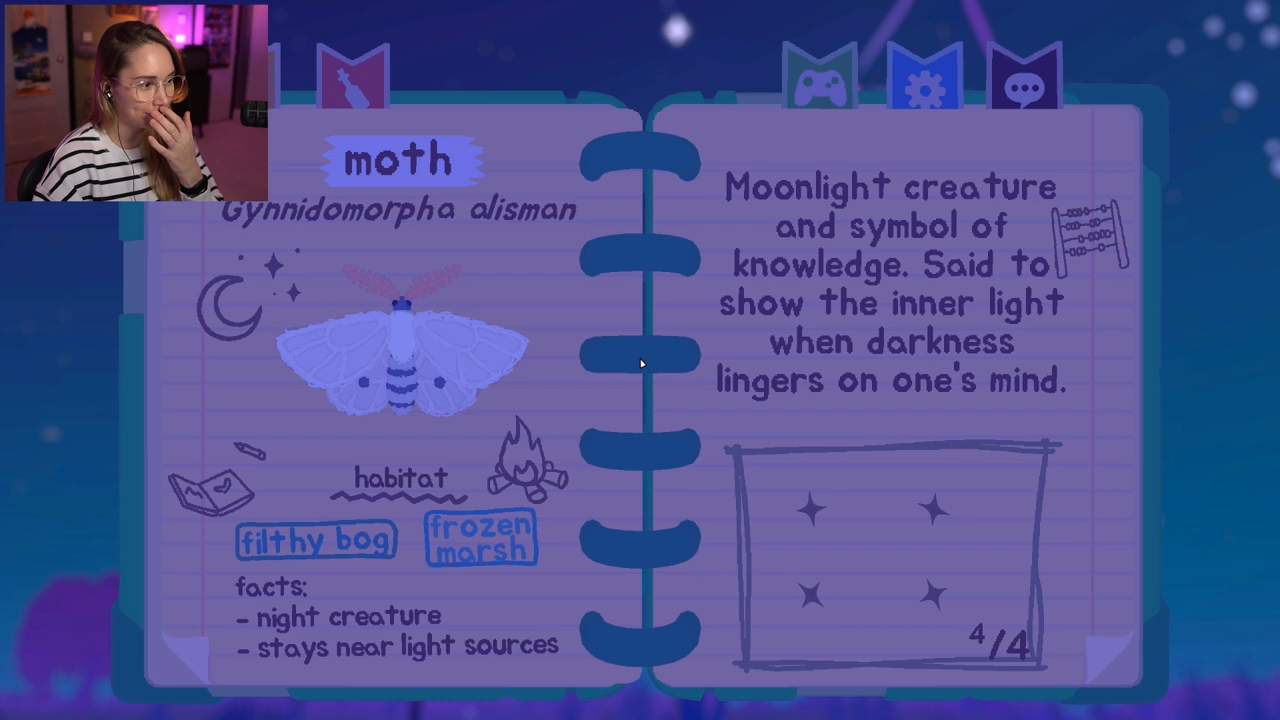 moth
Gynnidomorpha alisman
habitat
filthy bog
frozen
marsh
facts:
- night creature
- stays near light sources
Moonlight creature
and symbol of
knowledge. Said to
show the inner light
when darkness
lingers on one's mind.
4/4